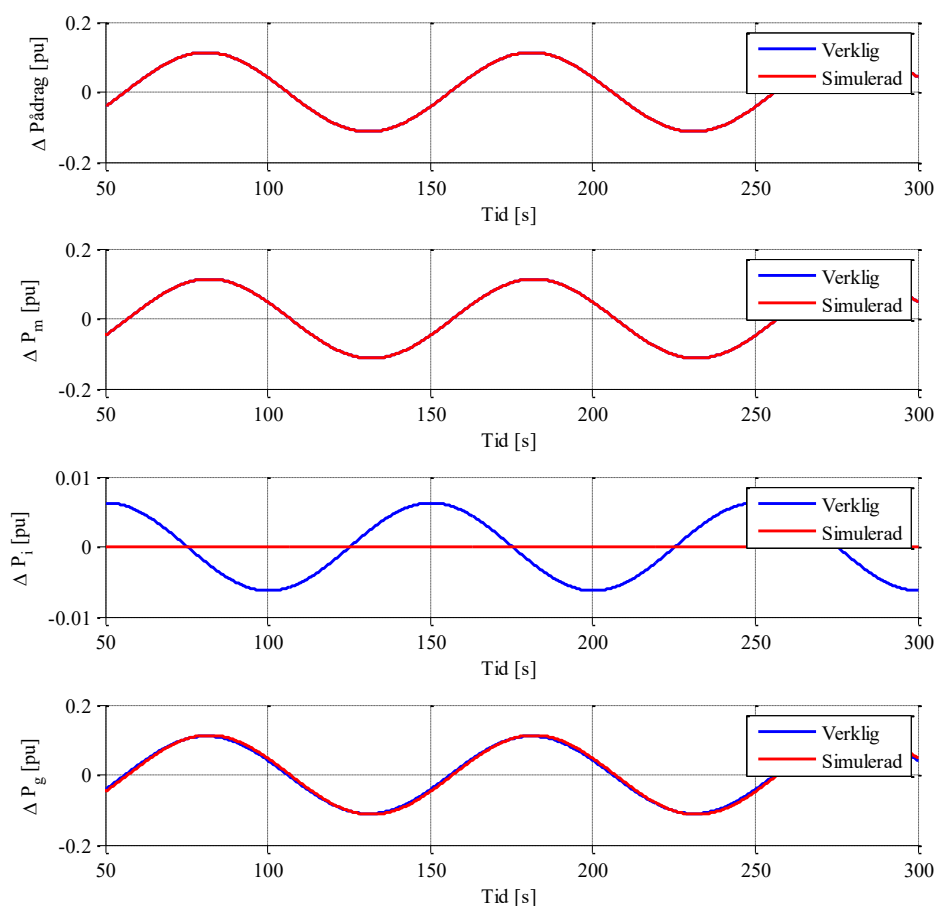 Δ Pådrag [pu]
0.2
0
-0.2
50 100 150 200 250 300
Tid [s]
Verklig
Simulerad
Δ P_m [pu]
0.2
0
-0.2
50 100 150 200 250 300
Tid [s]
Verklig
Simulerad
Δ P_i [pu]
0.01
0
-0.01
50 100 150 200 250 300
Tid [s]
Verklig
Simulerad
Δ P_g [pu]
0.2
0
-0.2
50 100 150 200 250 300
Tid [s]
Verklig
Simulerad